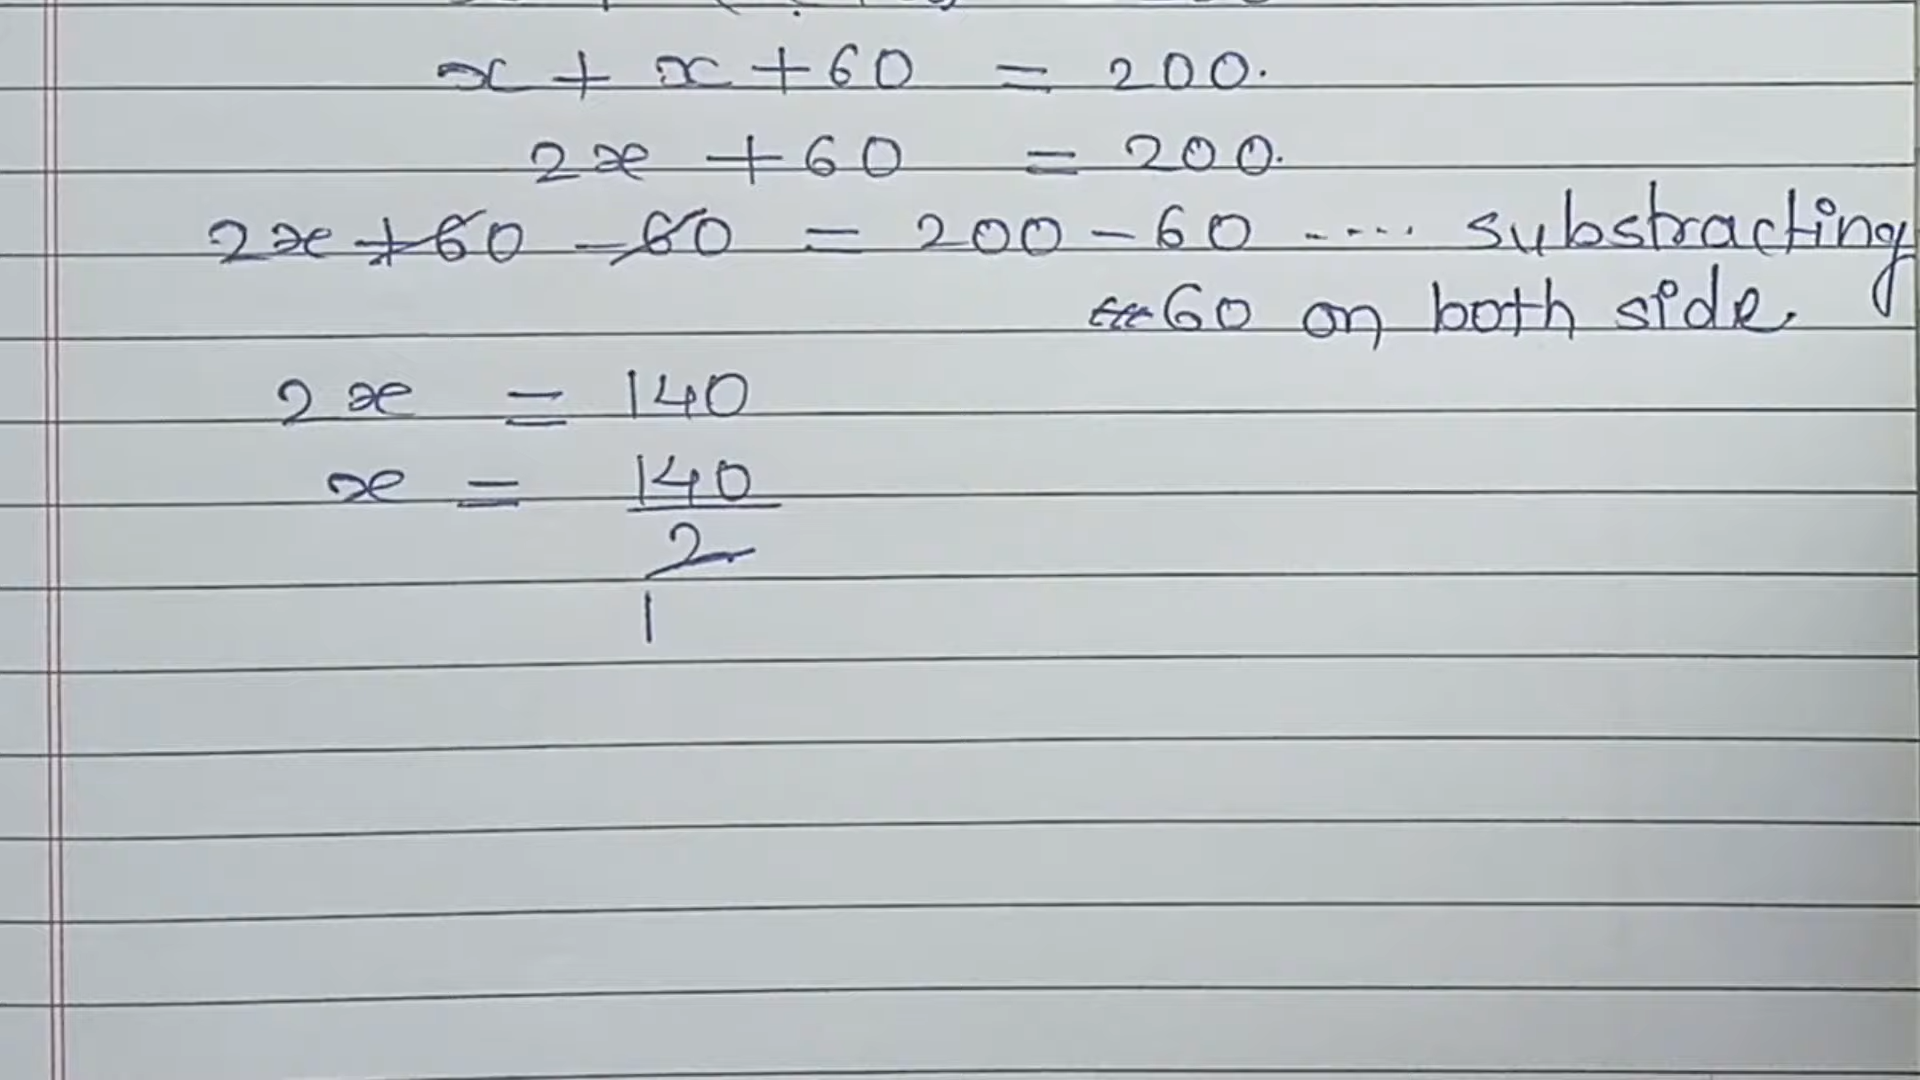 x + x + 60 = 200.
2x + 60 = 200.
2x + 60 - 60 = 200 - 60 .... substracting
60 on both side.
2x = 140
x = 140
2
1